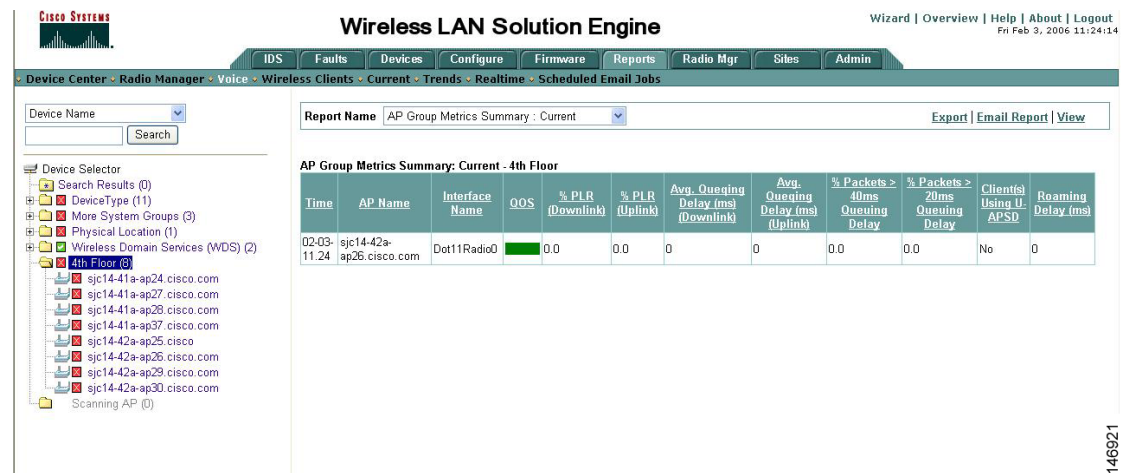 CISCO SYSTEMS
Wireless LAN Solution Engine
Wizard | Overview | Help | About | Logout
Fri Feb 3, 2006 11:24:14
IDS Faults Devices Configure Firmware Reports Radio Mgr Sites Admin
Device Center Radio Manager Voice Wireless Clients Current Trends Realtime Scheduled Email Jobs
Device Name
Search
Report Name AP Group Metrics Summary : Current
Export | Email Report | View
Device Selector
Search Results (0)
DeviceType (11)
More System Groups (3)
Physical Location (1)
Wireless Domain Services (WDS) (2)
4th Floor (8)
sjc14-41a-ap24.cisco.com
sjc14-41a-ap27.cisco.com
sjc14-41a-ap28.cisco.com
sjc14-41a-ap37.cisco.com
sjc14-42a-ap25.cisco
sjc14-42a-ap26.cisco.com
sjc14-42a-ap29.cisco.com
sjc14-42a-ap30.cisco.com
Scanning AP (0)
AP Group Metrics Summary: Current - 4th Floor
Time
AP Name
Interface
Name
QOS
% PLR
(Downlink)
% PLR
(Uplink)
Avg. Queqing
Delay (ms)
(Downlink)
Avg.
Queqing
Delay (ms)
(Uplink)
% Packets >
40ms
Queuing
Delay
% Packets >
20ms
Queuing
Delay
Client(s)
Using U-
APSD
Roaming
Delay (ms)
02-03-
11.24
sjc14-42a-
ap26.cisco.com
Dot11Radio0
0.0
0.0
0
0
0.0
0.0
No
0
146921